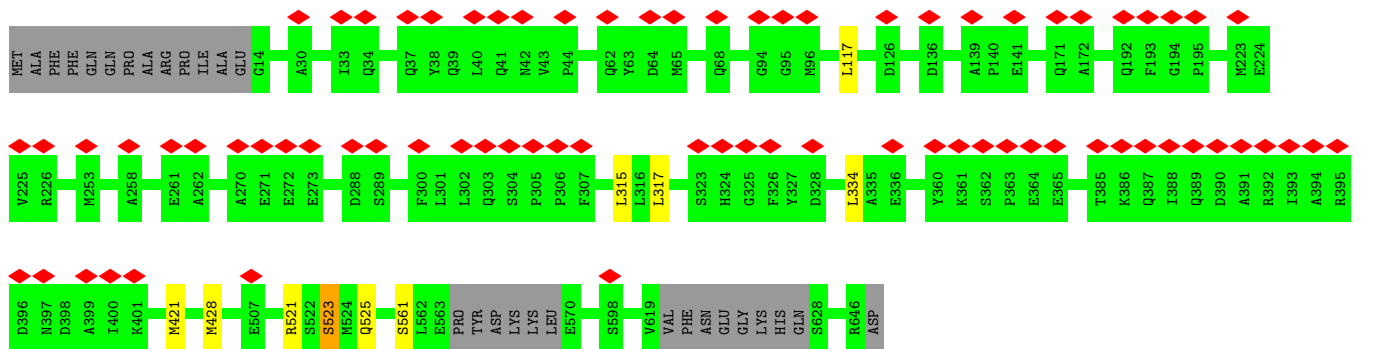 MET ALA PHE PHE GLN GLN PRO ALA ARG PRO ILE ALA GLU G14 A30 I33 Q34 Q37 Y38 Q39 L40 Q41 N42 V43 P44 Q62 Y63 D64 M65 Q68 G94 G95 M96 L117 D126 D136 A139 P140 E141 Q171 A172 Q192 F193 G194 P195 M223 E224
V225 R226 M253 A258 E261 A262 A270 E271 E272 E273 D288 S289 F300 L301 L302 Q303 S304 P305 P306 F307 L315 L316 L317 S323 H324 G325 F326 Y327 D328 L334 A335 E336 Y360 K361 S362 P363 E364 E365 T385 K386 Q387 I388 Q389 D390 A391 R392 I393 A394 R395
D396 N397 D398 A399 I400 K401 M421 M428 E507 R521 S522 S523 M524 Q525 S561 L562 E563 PRO TYR ASP LYS LYS LEU E570 S598 V619 VAL PHE ASN GLU GLY LYS HIS GLN S628 R646 ASP